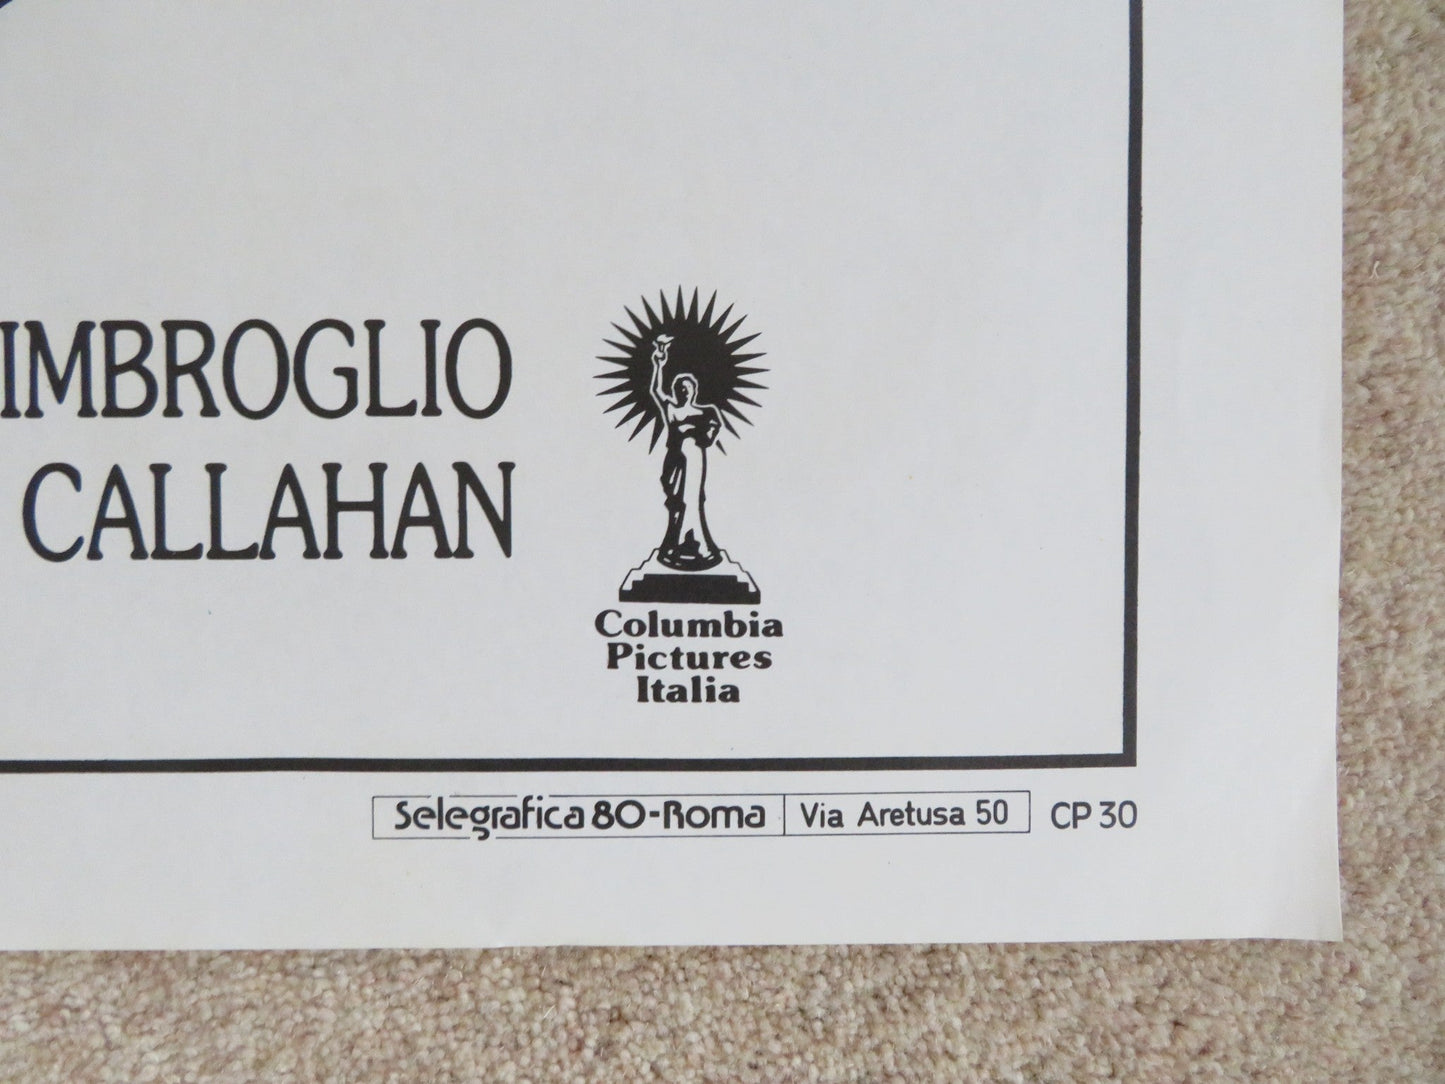 IMBROGLIO
CALLAHAN
Columbia
Pictures
Italia
Selegrafica 80-Roma Via Aretusa 50 CP 30